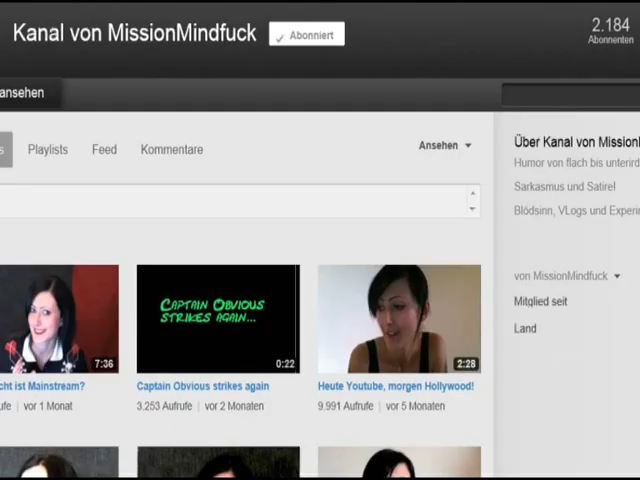 Kanal von MissionMindfuck
Abonniert
2.184
Abonnenten
ansehen
s
Playlists
Feed
Kommentare
Ansehen
Über Kanal von Mission
Humor von flach bis unterird
Sarkasmus und Satire!
Blödsinn, VLogs und Experi
von MissionMindfuck
Mitglied seit
Land
7:36
CAPTAIN OBVIOUS
STRIKES AGAIN...
0:22
2:28
cht ist Mainstream?
ufe | vor 1 Monat
Captain Obvious strikes again
3.253 Aufrufe | vor 2 Monaten
Heute Youtube, morgen Hollywood!
9.991 Aufrufe | vor 5 Monaten